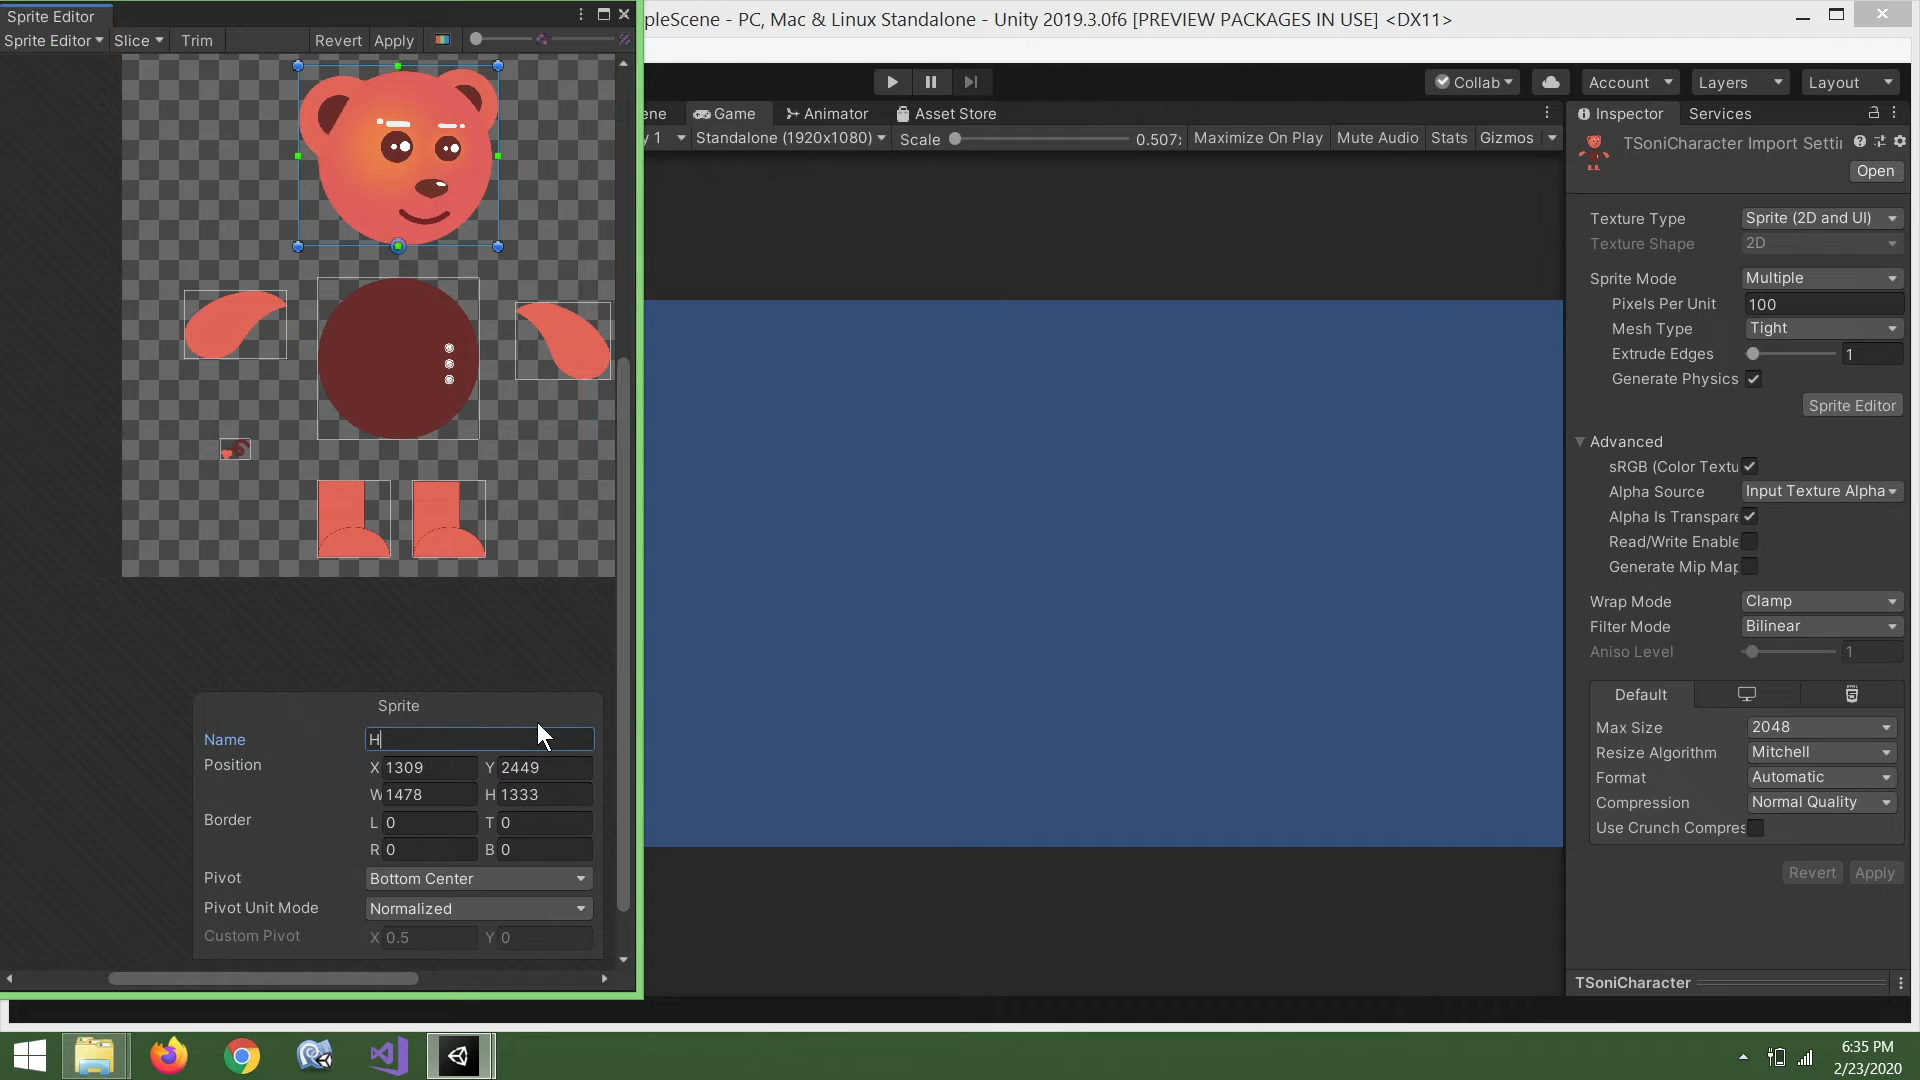 Sprite Editor
Sprite Editor Slice Trim Revert Apply
Sprite
Name H
Position X 1309 Y 2449
W 1478 H 1333
Border L 0 T 0
R 0 B 0
Pivot Bottom Center
Pivot Unit Mode Normalized
Custom Pivot X 0.5 Y 0
pleScene - PC, Mac & Linux Standalone - Unity 2019.3.0f6 [PREVIEW PACKAGES IN USE] <DX11>
Collab Account Layers Layout
ene Game Animator Asset Store
y 1 Standalone (1920x1080) Scale 0.507 Maximize On Play Mute Audio Stats Gizmos
Inspector Services
TSoniCharacter Import Setti
Open
Texture Type Sprite (2D and UI)
Texture Shape 2D
Sprite Mode Multiple
Pixels Per Unit 100
Mesh Type Tight
Extrude Edges 1
Generate Physics
Sprite Editor
Advanced
sRGB (Color Textu
Alpha Source Input Texture Alpha
Alpha Is Transpare
Read/Write Enable
Generate Mip Map
Wrap Mode Clamp
Filter Mode Bilinear
Aniso Level 1
Default
Max Size 2048
Resize Algorithm Mitchell
Format Automatic
Compression Normal Quality
Use Crunch Compres
Revert Apply
TSoniCharacter
6:35 PM
2/23/2020